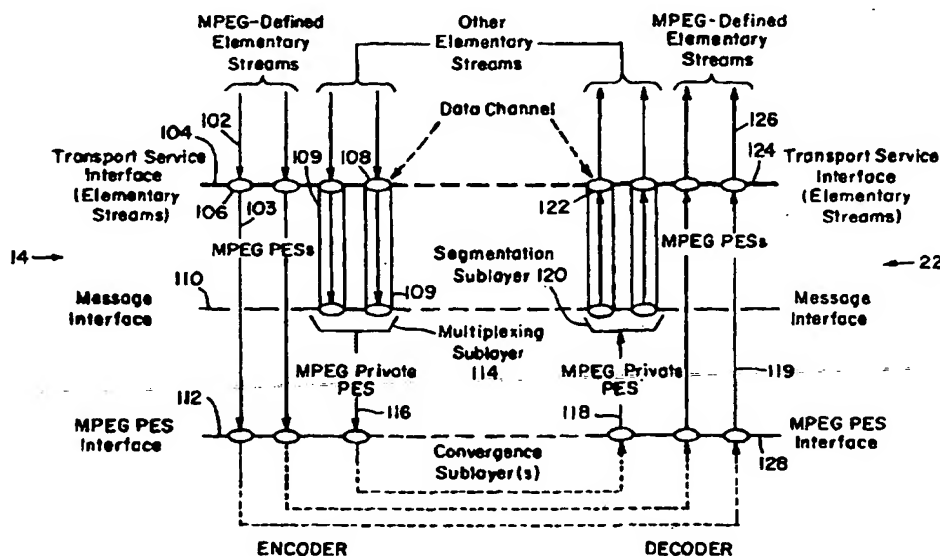 MPEG-Defined
Elementary
Streams
Other
Elementary
Streams
MPEG-Defined
Elementary
Streams
102
104
109
108
Data Channel
126
124
Transport Service
Interface
(Elementary
Streams)
106
103
122
Transport Service
Interface
(Elementary
Streams)
14
MPEG PESs
Segmentation
Sublayer 120
MPEG PESs
22
110
109
Message
Interface
Message
Interface
Multiplexing
Sublayer
114
MPEG Private
PES
MPEG Private
PES
119
112
116
118
MPEG PES
Interface
MPEG PES
Interface
Convergence
Sublayer(s)
128
ENCODER
DECODER